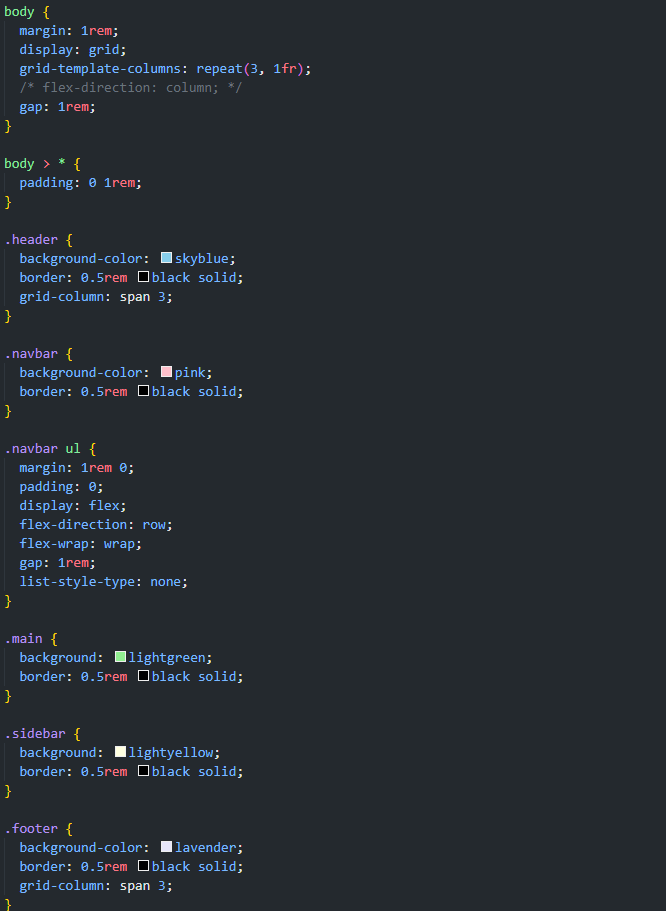 body {
  margin: 1rem;
  display: grid;
  grid-template-columns: repeat(3, 1fr);
  /* flex-direction: column; */
  gap: 1rem;
}

body > * {
  padding: 0 1rem;
}

.header {
  background-color: skyblue;
  border: 0.5rem black solid;
  grid-column: span 3;
}

.navbar {
  background-color: pink;
  border: 0.5rem black solid;
}

.navbar ul {
  margin: 1rem 0;
  padding: 0;
  display: flex;
  flex-direction: row;
  flex-wrap: wrap;
  gap: 1rem;
  list-style-type: none;
}

.main {
  background: lightgreen;
  border: 0.5rem black solid;
}

.sidebar {
  background: lightyellow;
  border: 0.5rem black solid;
}

.footer {
  background-color: lavender;
  border: 0.5rem black solid;
  grid-column: span 3;
}